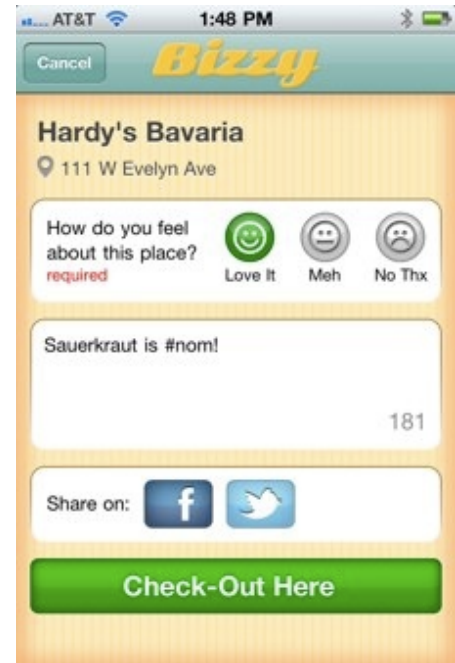 AT&T 1:48 PM
Cancel Bizzy
Hardy's Bavaria
111 W Evelyn Ave
How do you feel
about this place?
required
Love It Meh No Thx
Sauerkraut is #nom!
181
Share on: f
Check-Out Here